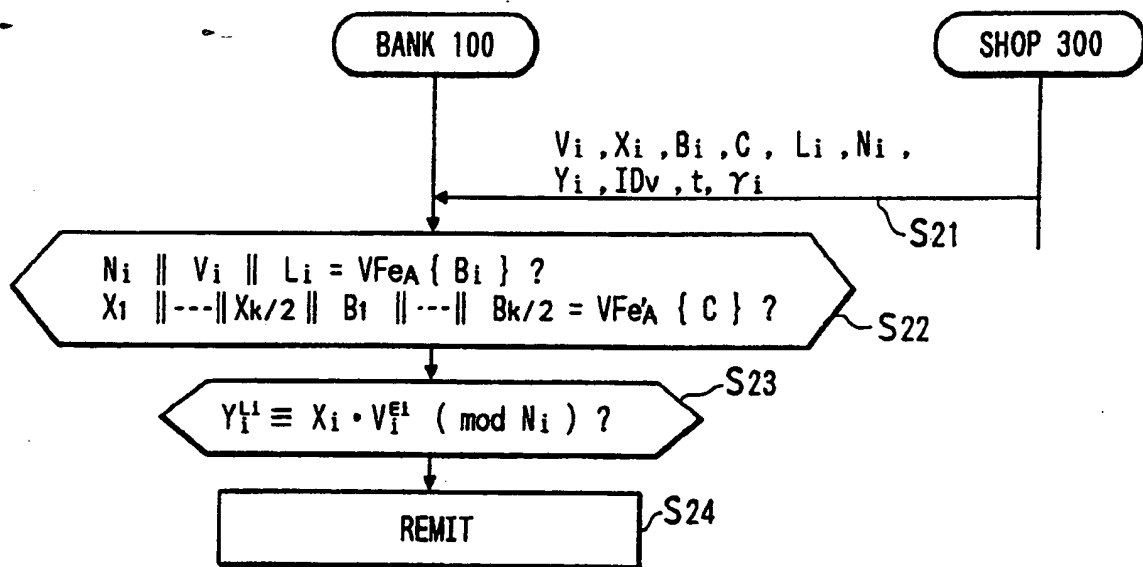 BANK 100
SHOP 300
Vi ,Xi ,Bi ,C , Li ,Ni ,
Yi ,IDv ,t, γi
S21
Ni ‖ Vi ‖ Li = VFeA { Bi } ?
X1 ‖---‖ Xk/2 ‖ B1 ‖---‖ Bk/2 = VFe'A { C } ?
S22
S23
Yi^Li ≡ Xi・Vi^Ei ( mod Ni ) ?
REMIT
S24